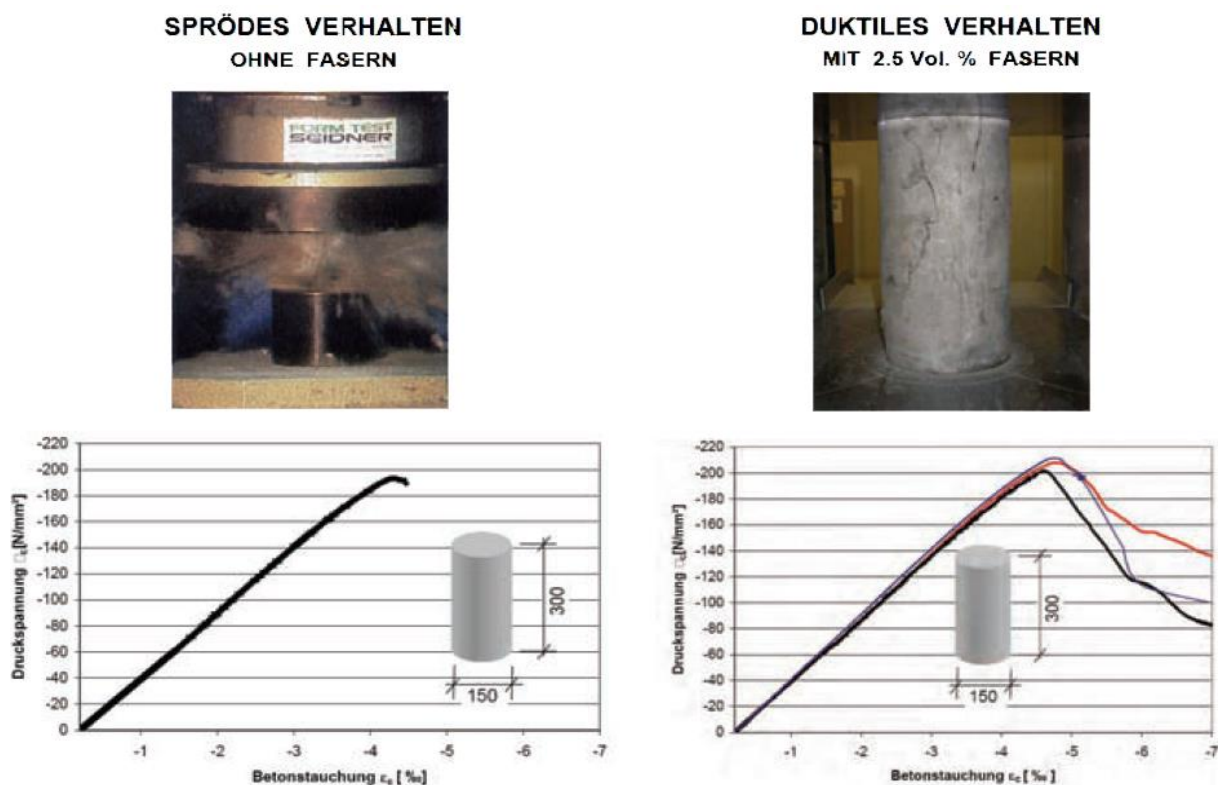 SPRÖDES VERHALTEN
OHNE FASERN
FORM TEST
SEIDNER
-220
-200
-180
-160
-140
-120
-100
-80
-60
-40
-20
0
Druckspannung □c[N/mm²]
300
150
-1 -2 -3 -4 -5 -6 -7
Betonstauchung εc [ ‰]
DUKTILES VERHALTEN
MIT 2.5 Vol. % FASERN
-220
-200
-180
-160
-140
-120
-100
-80
-60
-40
-20
0
Druckspannung □c[N/mm²]
300
150
-1 -2 -3 -4 -5 -6 -7
Betonstauchung εc [ ‰]